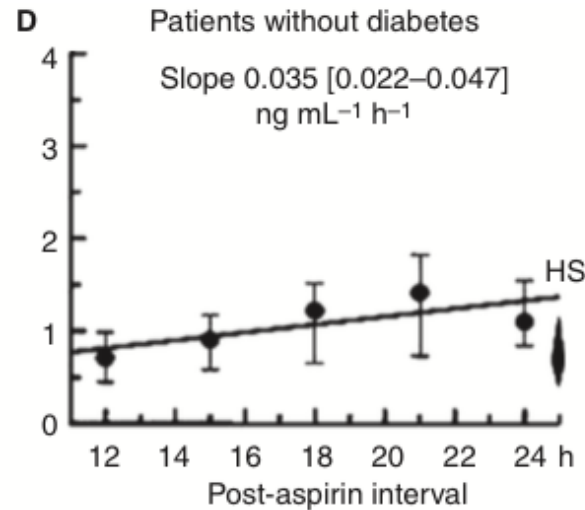 D Patients without diabetes
Slope 0.035 [0.022–0.047]
ng mL⁻¹ h⁻¹
4
3
2
HS
1
0
12 14 16 18 20 22 24 h
Post-aspirin interval